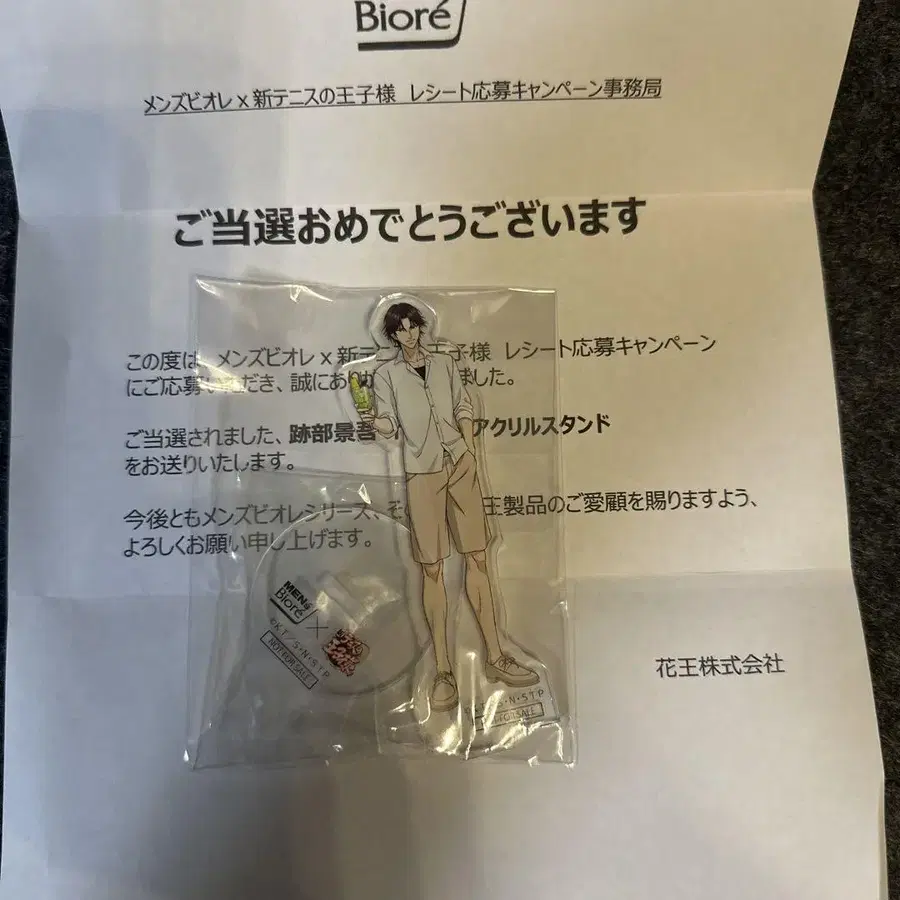 Bioré
メンズビオレ x 新テニスの王子様 レシート応募キャンペーン事務局
ご当選おめでとうございます
この度は、メンズビオレ x 新テニ 王子様 レシート応募キャンペーン
にご応募いただき、誠にあり ました。
ご当選されました、跡部景吾 アクリルスタンド
をお送りいたします。
今後ともメンズビオレシリーズ、そ 製品のご愛顧を賜りますよう、
よろしくお願い申し上げます。
MEN's
Bioré
×
©K.T／S・N・STP
NOT FOR SALE
S・N・STP
FOR SALE
花王株式会社